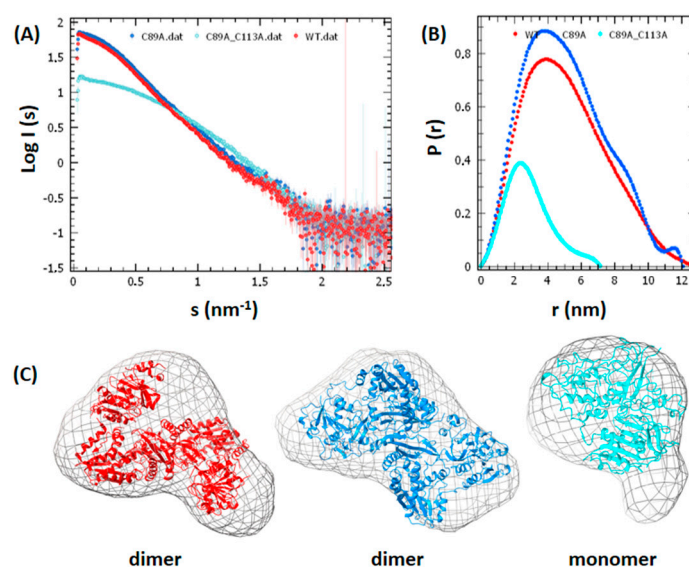 (A)
C89A.dat C89A_C113A.dat WT.dat
2
1.5
1
0.5
0
-0.5
-1
-1.5
0 0.5 1 1.5 2 2.5
Log I (s)
s (nm-1)
(B)
WT C89A C89A_C113A
0.8
0.6
0.4
0.2
0
0 2 4 6 8 10 12
P (r)
r (nm)
(C)
dimer dimer monomer